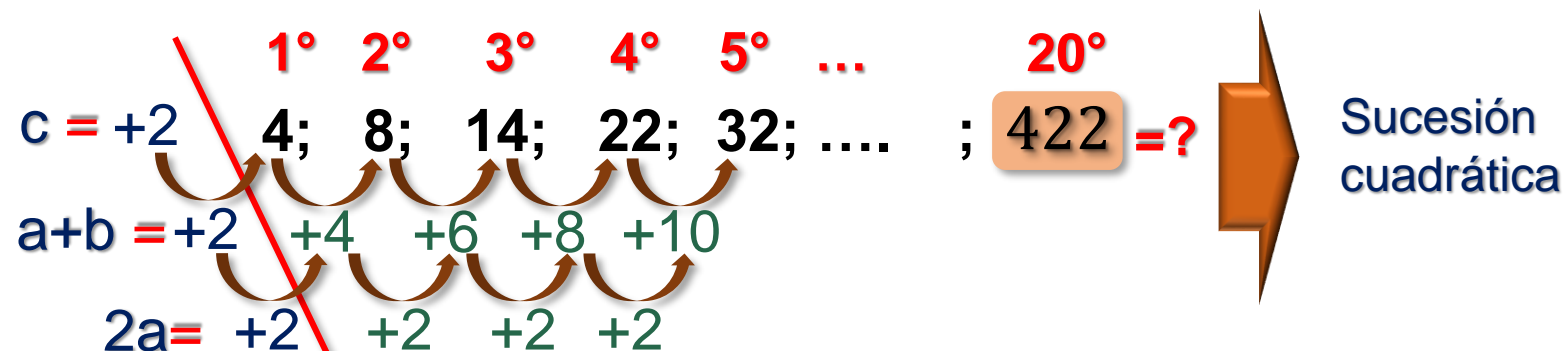 1° 2° 3° 4° 5° ... 20°
c = +2 4; 8; 14; 22; 32; .... ; 422 =?
a+b = +2 +4 +6 +8 +10
2a= +2 +2 +2 +2
Sucesión
cuadrática